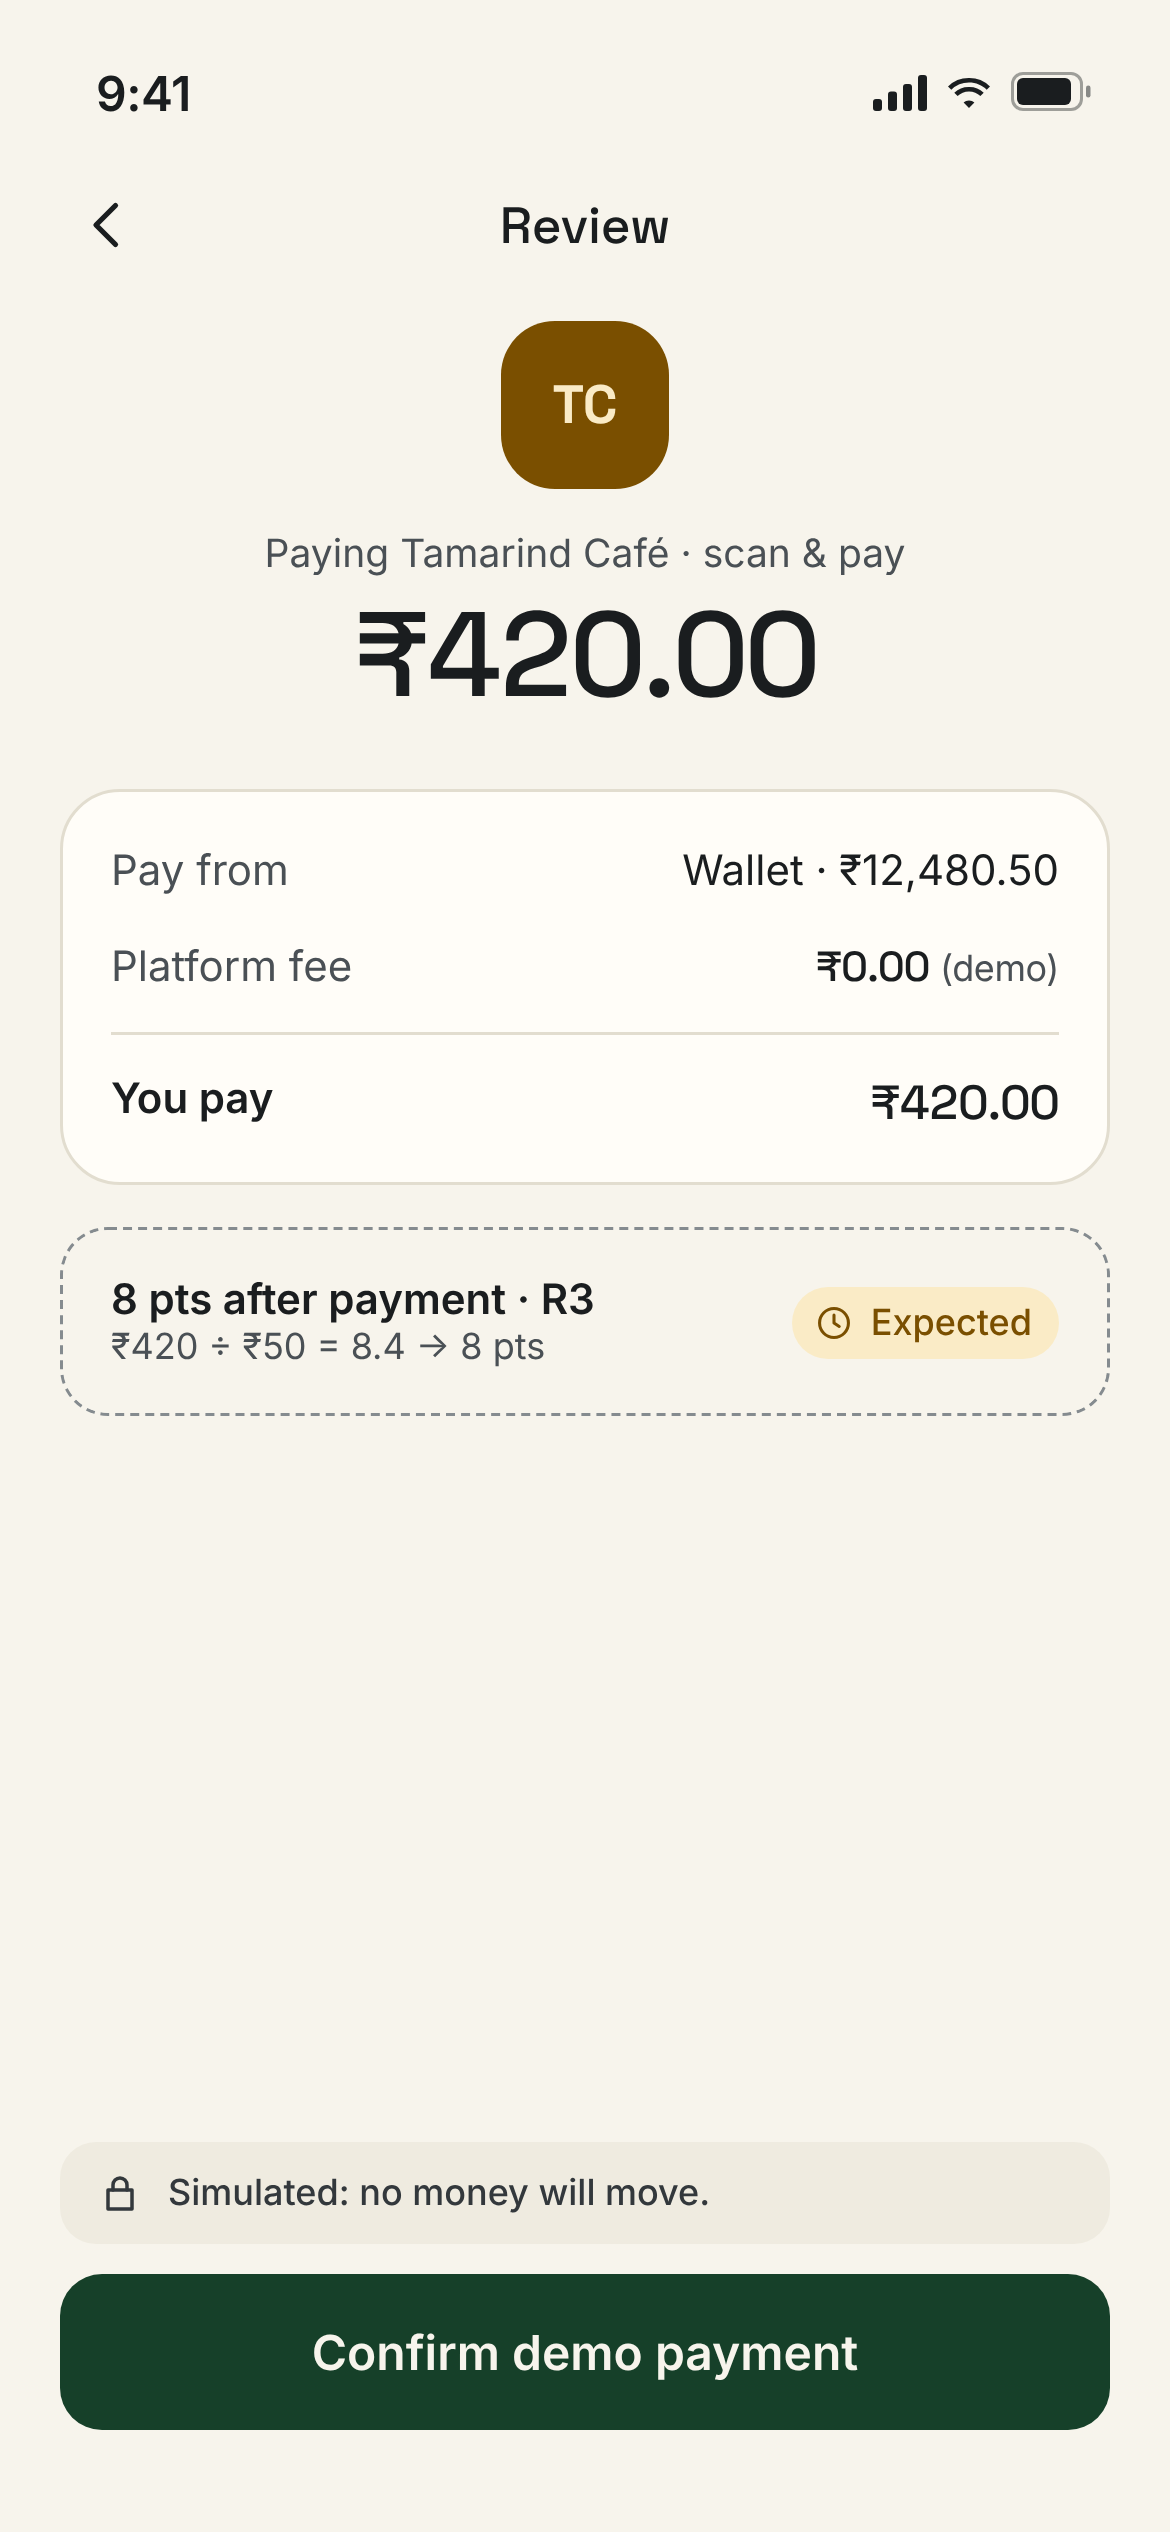 9:41
Review
TC
Paying Tamarind Café · scan & pay
₹420.00
Pay from Wallet · ₹12,480.50
Platform fee ₹0.00 (demo)
You pay ₹420.00
8 pts after payment · R3
₹420 ÷ ₹50 = 8.4 → 8 pts
Expected
Simulated: no money will move.
Confirm demo payment